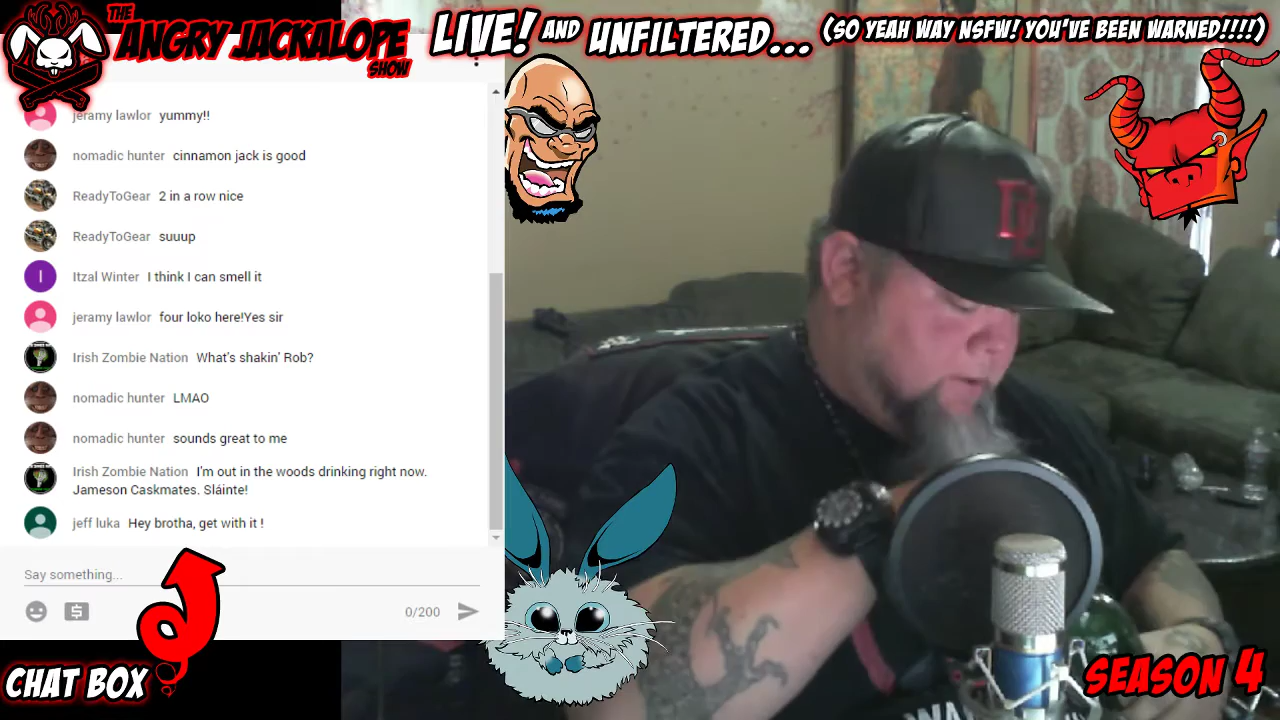 THE
ANGRY JACKALOPE
SHOW
LIVE! AND UNFILTERED... (SO YEAH WAY NSFW! YOU'VE BEEN WARNED!!!!)
jeramy lawlor yummy!!
nomadic hunter cinnamon jack is good
ReadyToGear 2 in a row nice
ReadyToGear suuup
I Itzal Winter I think I can smell it
jeramy lawlor four loko here!Yes sir
Irish Zombie Nation What's shakin' Rob?
nomadic hunter LMAO
nomadic hunter sounds great to me
Irish Zombie Nation I'm out in the woods drinking right now.
Jameson Caskmates. Sláinte!
jeff luka Hey brotha, get with it !
Say something...
0/200
CHAT BOX
SEASON 4